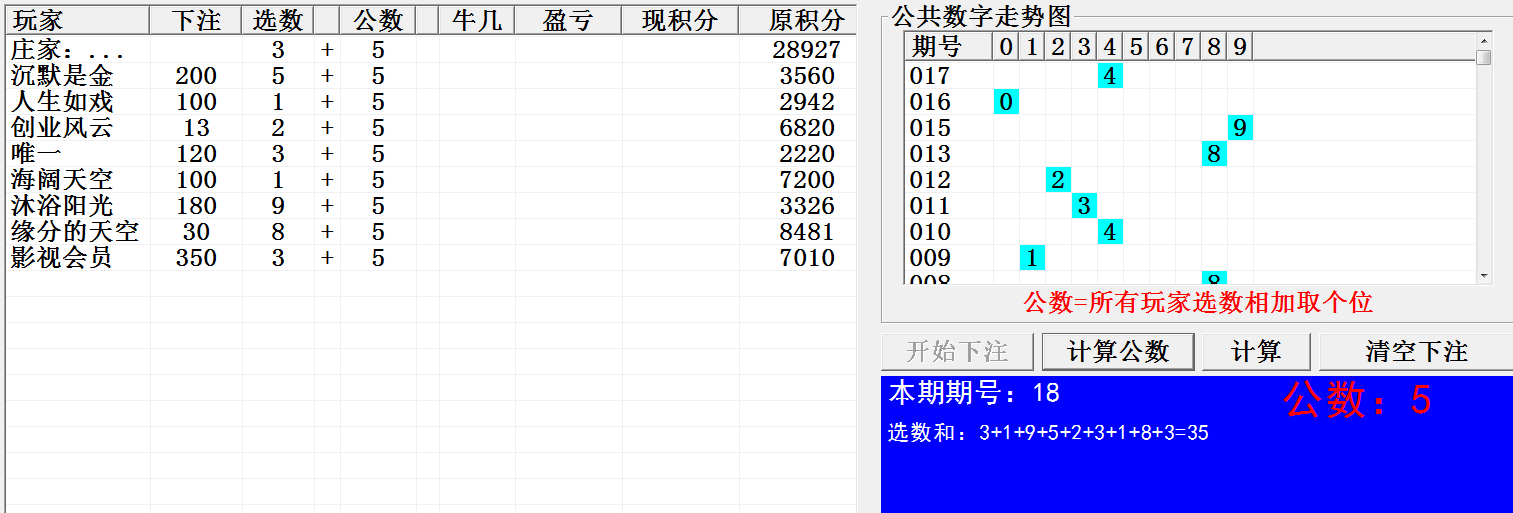 玩家 下注 选数 公数 牛几 盈亏 现积分 原积分
庄家：... 3 + 5 28927
沉默是金 200 5 + 5 3560
人生如戏 100 1 + 5 2942
创业风云 13 2 + 5 6820
唯一 120 3 + 5 2220
海阔天空 100 1 + 5 7200
沐浴阳光 180 9 + 5 3326
缘分的天空 30 8 + 5 8481
影视会员 350 3 + 5 7010
公共数字走势图
期号 0 1 2 3 4 5 6 7 8 9
017 4
016 0
015 9
013 8
012 2
011 3
010 4
009 1
008 8
公数=所有玩家选数相加取个位
开始下注 计算公数 计算 清空下注
本期期号：18 公数：5
选数和：3+1+9+5+2+3+1+8+3=35